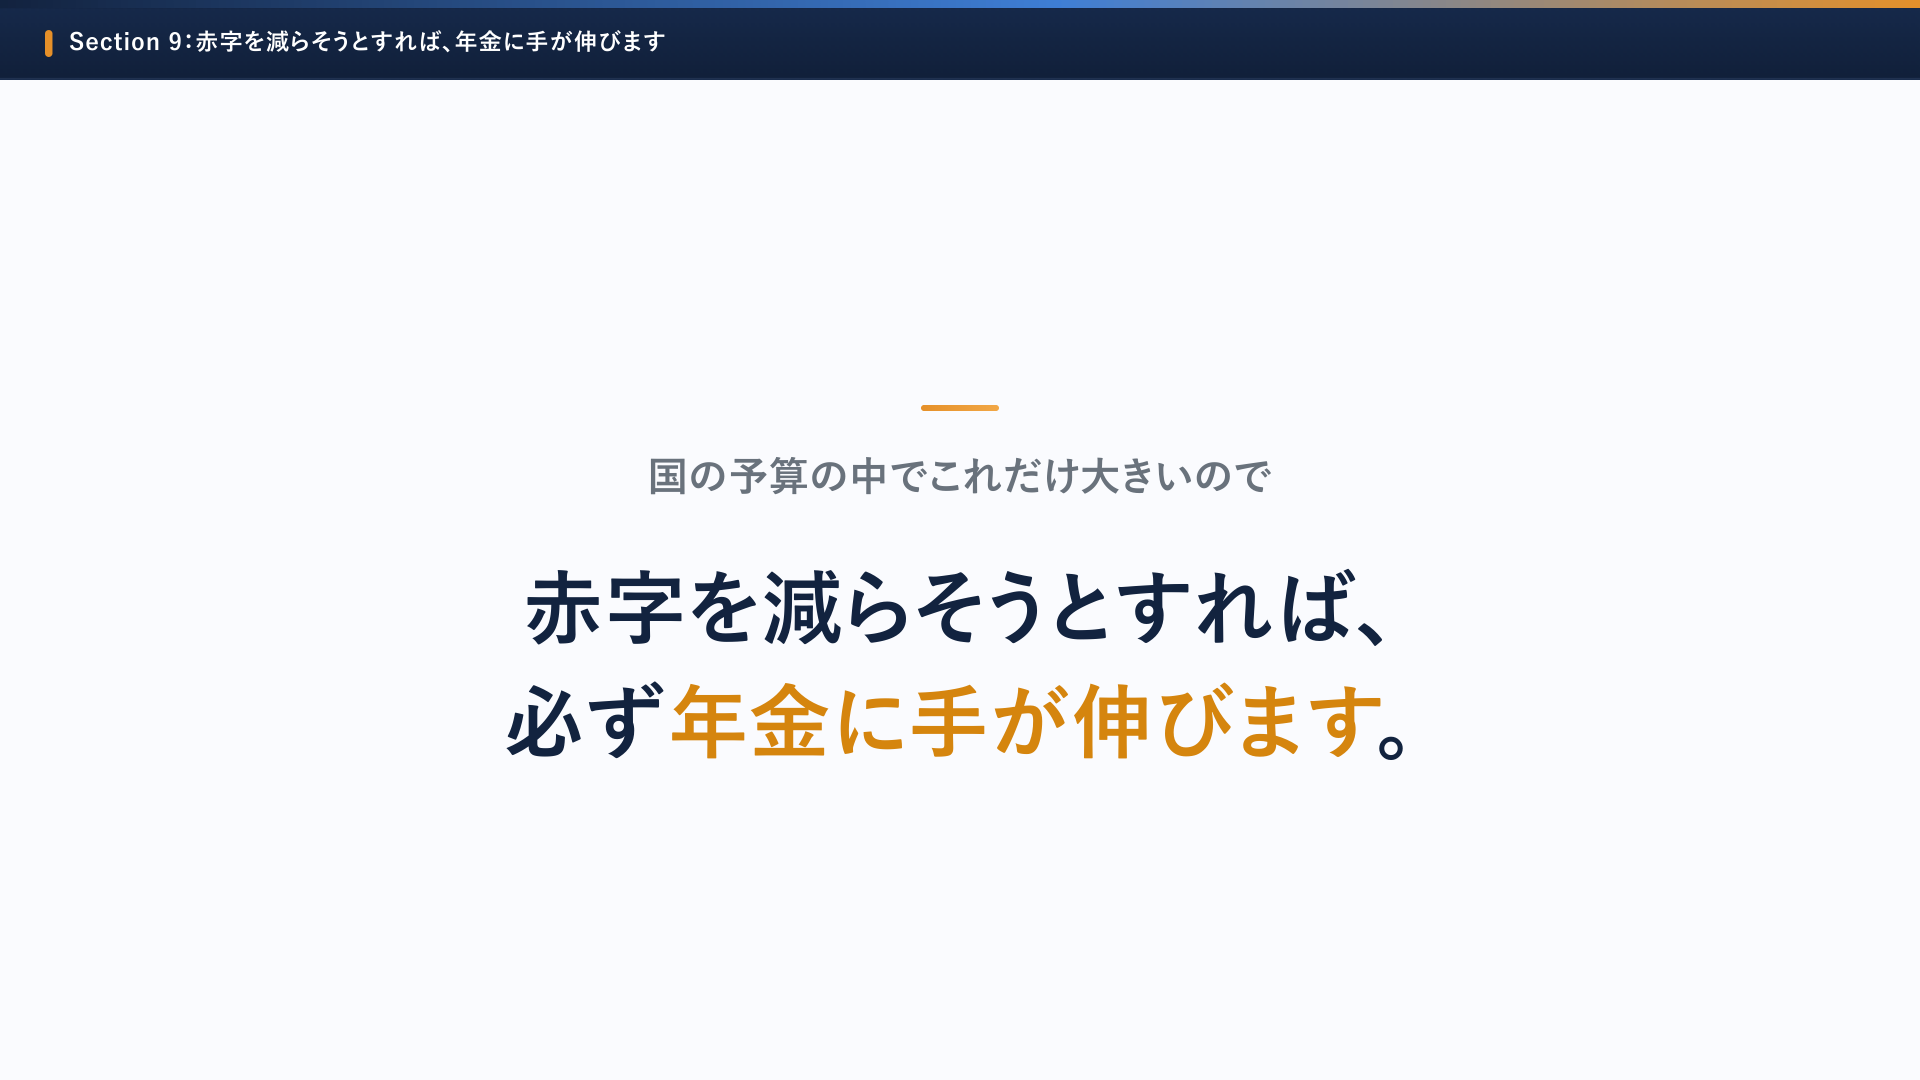 Section 9：赤字を減らそうとすれば、年金に手が伸びます
国の予算の中でこれだけ大きいので
赤字を減らそうとすれば、
必ず年金に手が伸びます。